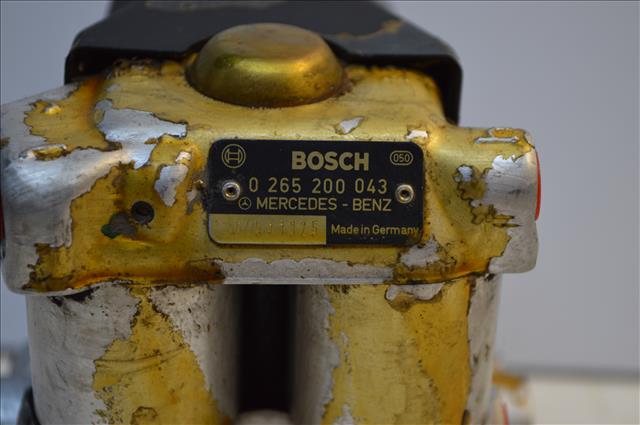 BOSCH
050
0 265 200 043
MERCEDES - BENZ
Made in Germany